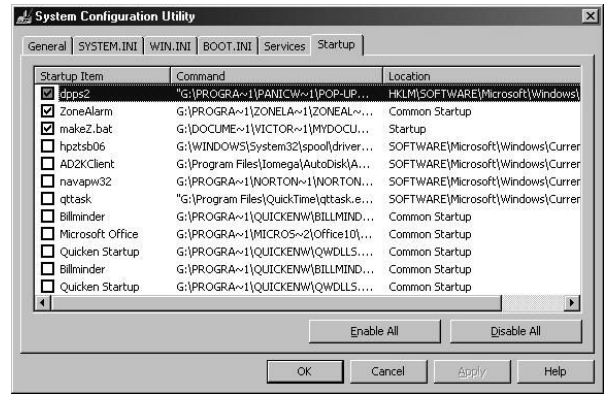 System Configuration Utility
General SYSTEM.INI WIN.INI BOOT.INI Services Startup
Startup Item Command Location
dpps2 "G:\PROGRA~1\PANICW~1\POP-UP... HKLM\SOFTWARE\Microsoft\Windows\
ZoneAlarm G:\PROGRA~1\ZONELA~1\ZONEAL~... Common Startup
makeZ.bat G:\DOCUME~1\VICTOR~1\MYDOCU... Startup
hpztsb06 G:\WINDOWS\System32\spool\driver... SOFTWARE\Microsoft\Windows\Currer
AD2KClient G:\Program Files\Iomega\AutoDisk\A... SOFTWARE\Microsoft\Windows\Currer
navapw32 G:\PROGRA~1\NORTON~1\NORTON... SOFTWARE\Microsoft\Windows\Currer
qttask "G:\Program Files\QuickTime\qttask.e... SOFTWARE\Microsoft\Windows\Currer
Billminder G:\PROGRA~1\QUICKENW\BILLMIND... Common Startup
Microsoft Office G:\PROGRA~1\MICROS~2\Office10\... Common Startup
Quicken Startup G:\PROGRA~1\QUICKENW\QWDLLS.... Common Startup
Billminder G:\PROGRA~1\QUICKENW\BILLMIND... Common Startup
Quicken Startup G:\PROGRA~1\QUICKENW\QWDLLS.... Common Startup
Enable All Disable All
OK Cancel Apply Help